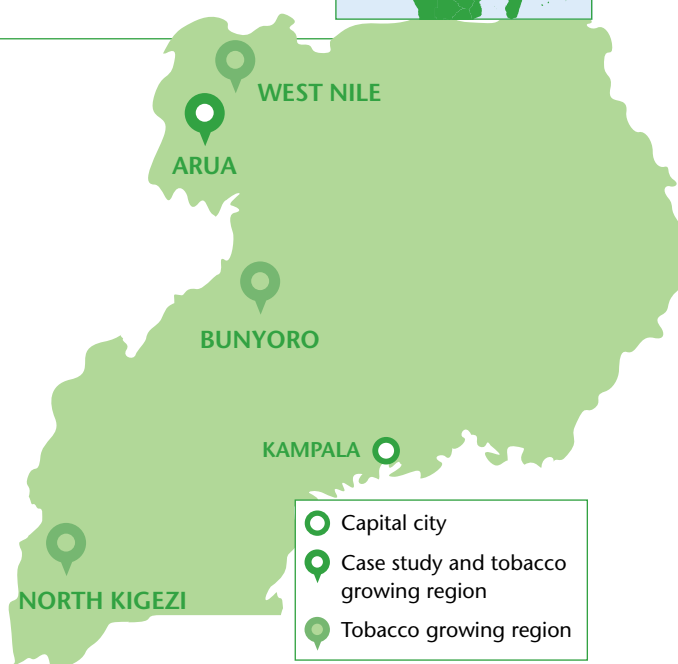 WEST NILE
ARUA
BUNYORO
KAMPALA
NORTH KIGEZI
Capital city
Case study and tobacco
growing region
Tobacco growing region